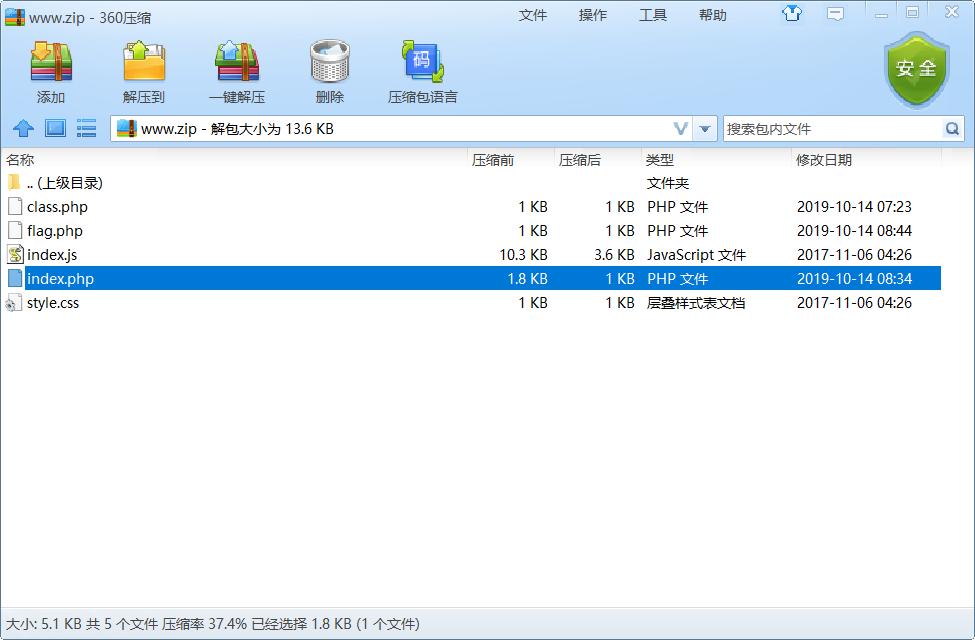 www.zip - 360压缩 文件 操作 工具 帮助
添加 解压到 一键解压 删除 压缩包语言
码
安全
www.zip - 解包大小为 13.6 KB 搜索包内文件
名称 压缩前 压缩后 类型 修改日期
.. (上级目录) 文件夹
class.php 1 KB 1 KB PHP 文件 2019-10-14 07:23
flag.php 1 KB 1 KB PHP 文件 2019-10-14 08:44
index.js 10.3 KB 3.6 KB JavaScript 文件 2017-11-06 04:26
index.php 1.8 KB 1 KB PHP 文件 2019-10-14 08:34
style.css 1 KB 1 KB 层叠样式表文档 2017-11-06 04:26
大小: 5.1 KB 共 5 个文件 压缩率 37.4% 已经选择 1.8 KB (1 个文件)